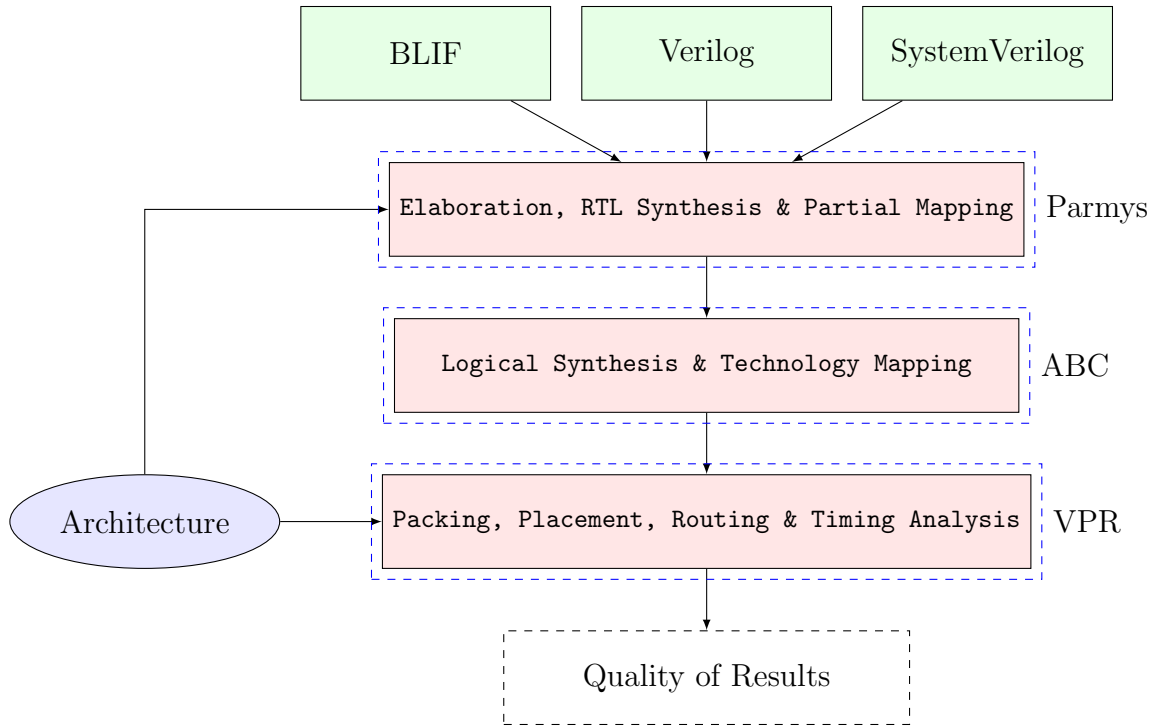 BLIF
Verilog
SystemVerilog
Elaboration, RTL Synthesis & Partial Mapping
Parmys
Logical Synthesis & Technology Mapping
ABC
Architecture
Packing, Placement, Routing & Timing Analysis
VPR
Quality of Results